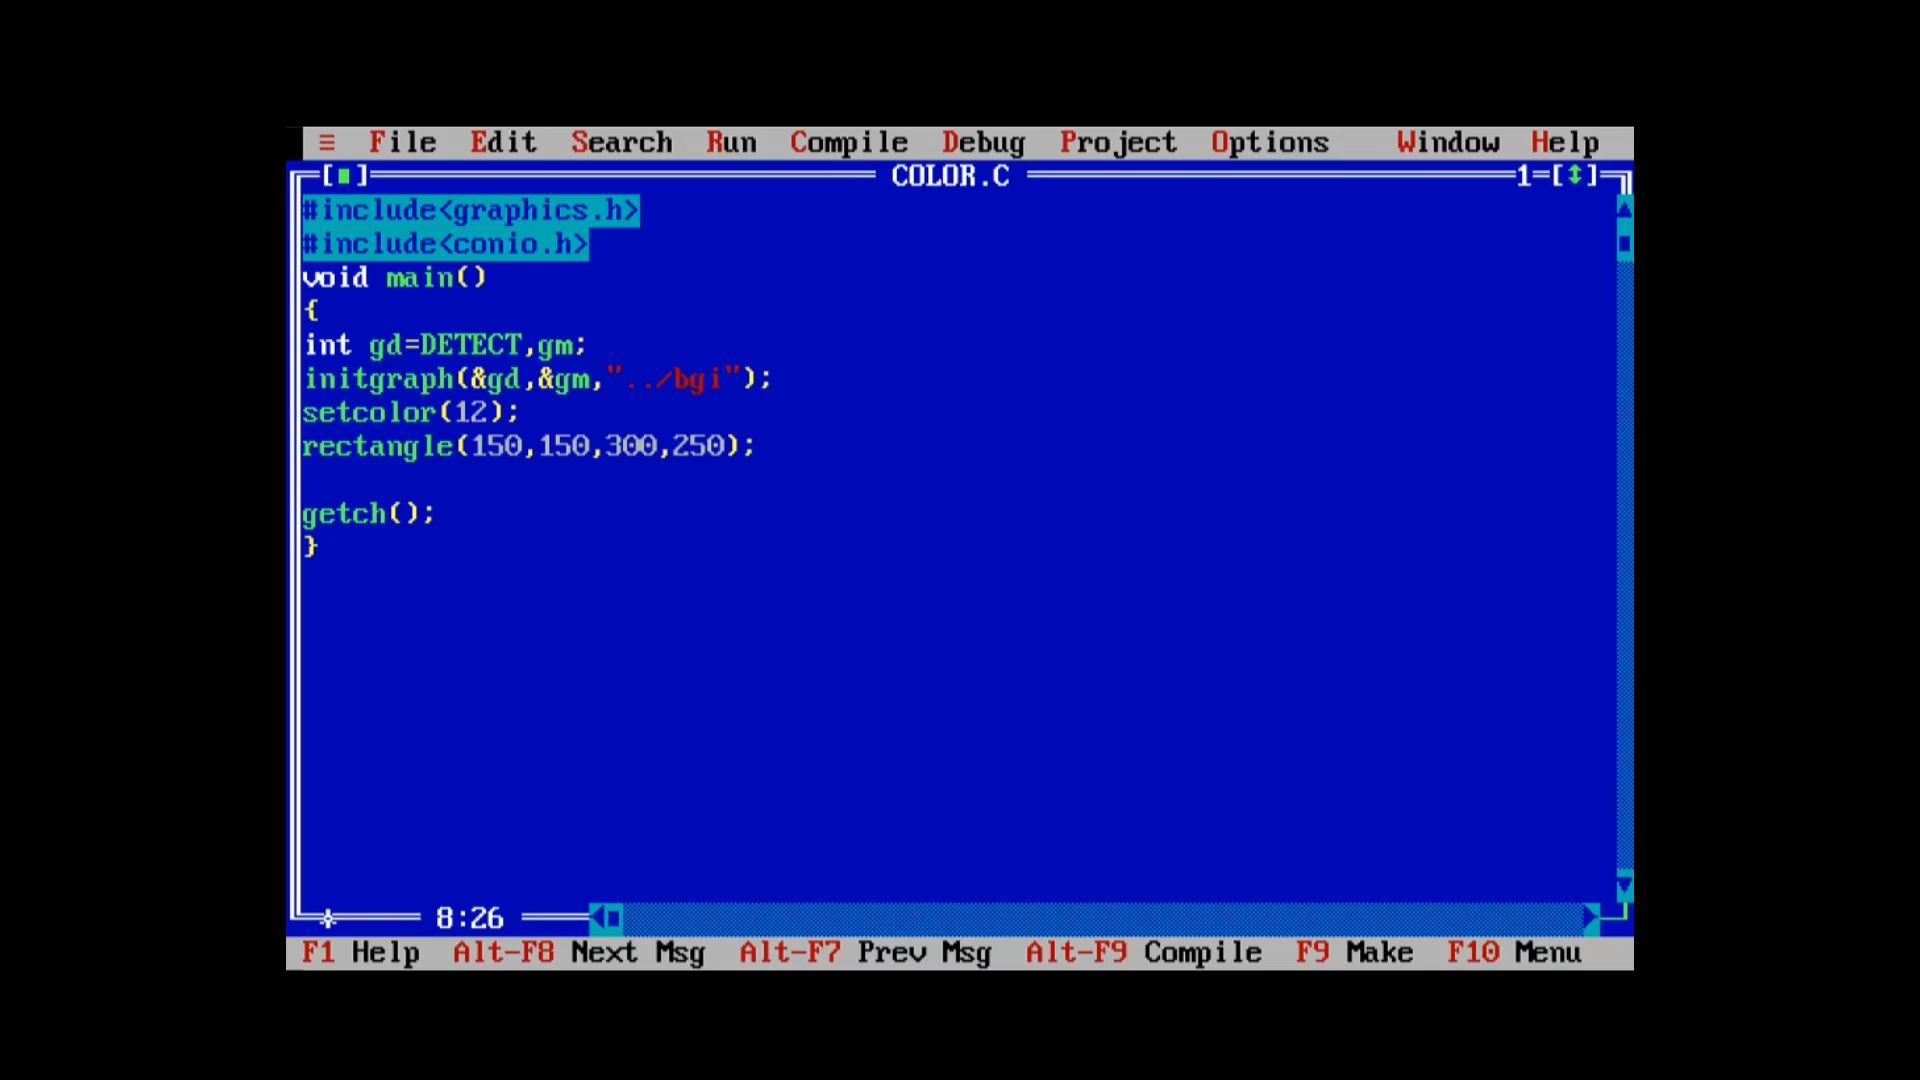 ≡ File Edit Search Run Compile Debug Project Options Window Help
[■] COLOR.C 1=[↕]
#include<graphics.h>
#include<conio.h>
void main()
{
int gd=DETECT,gm;
initgraph(&gd,&gm,"../bgi");
setcolor(12);
rectangle(150,150,300,250);
getch();
}
8:26
F1 Help Alt-F8 Next Msg Alt-F7 Prev Msg Alt-F9 Compile F9 Make F10 Menu